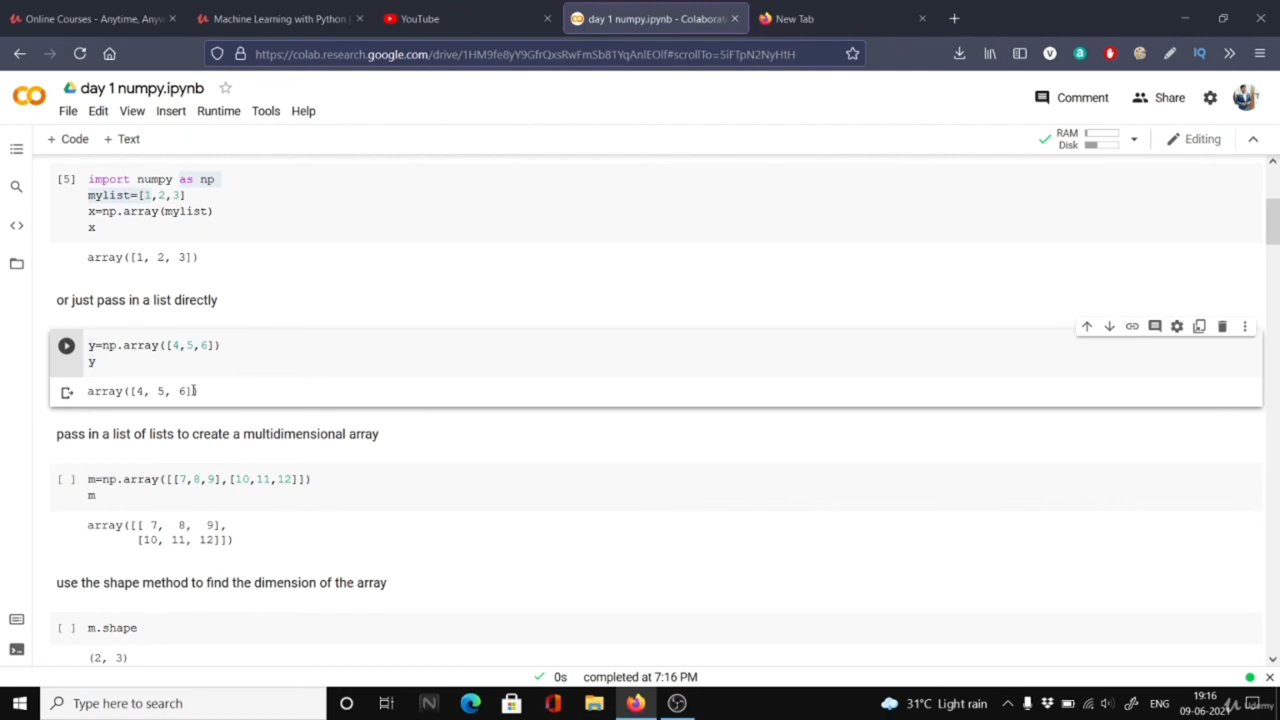 Online Courses - Anytime, Anyw
Machine Learning with Python |
YouTube
day 1 numpy.ipynb - Colaborat
New Tab
https://colab.research.google.com/drive/1HM9fe8yY9GfrQxsRwFmSb81YqAnlEOlf#scrollTo=5iFTpN2NyHtH
day 1 numpy.ipynb
File Edit View Insert Runtime Tools Help
Comment
Share
+ Code + Text
RAM
Disk
Editing
[5] import numpy as np
mylist=[1,2,3]
x=np.array(mylist)
x
array([1, 2, 3])
or just pass in a list directly
y=np.array([4,5,6])
y
array([4, 5, 6])
pass in a list of lists to create a multidimensional array
[ ] m=np.array([[7,8,9],[10,11,12]])
m
array([[ 7, 8, 9],
[10, 11, 12]])
use the shape method to find the dimension of the array
[ ] m.shape
(2, 3)
0s completed at 7:16 PM
Type here to search
31°C Light rain
ENG
19:16
09-06-2021
Udemy